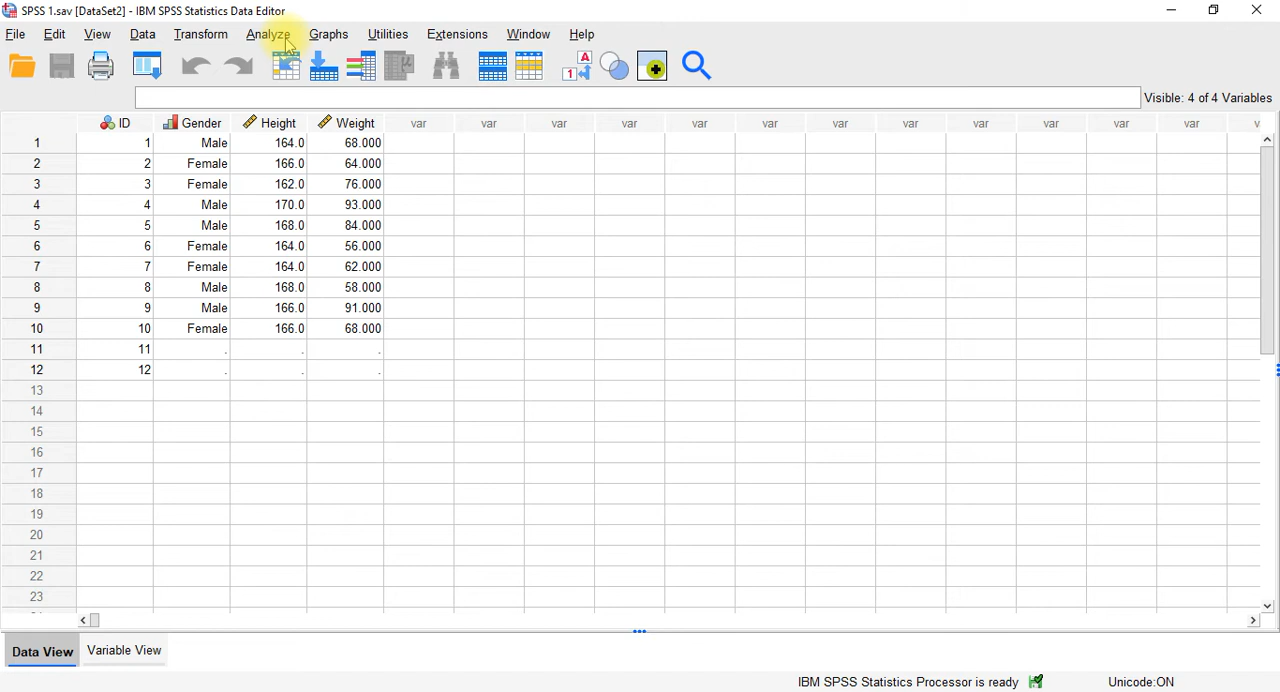 SPSS 1.sav [DataSet2] - IBM SPSS Statistics Data Editor
File Edit View Data Transform Analyze Graphs Utilities Extensions Window Help
Visible: 4 of 4 Variables
ID Gender Height Weight var var var var var var var var var var var var v
1 1 Male 164.0 68.000
2 2 Female 166.0 64.000
3 3 Female 162.0 76.000
4 4 Male 170.0 93.000
5 5 Male 168.0 84.000
6 6 Female 164.0 56.000
7 7 Female 164.0 62.000
8 8 Male 168.0 58.000
9 9 Male 166.0 91.000
10 10 Female 166.0 68.000
11 11 . . .
12 12 . . .
13
14
15
16
17
18
19
20
21
22
23
Data View Variable View
IBM SPSS Statistics Processor is ready Unicode:ON